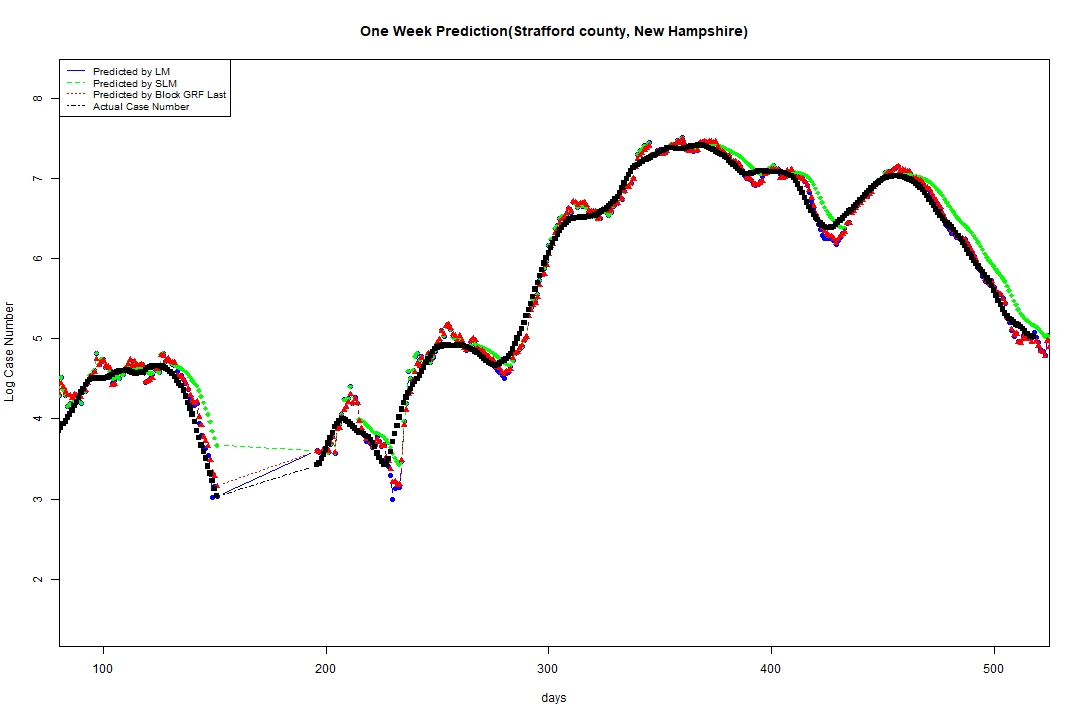 One Week Prediction(Strafford county, New Hampshire)
Predicted by LM
Predicted by SLM
Predicted by Block GRF Last
Actual Case Number
8
7
6
5
4
3
2
Log Case Number
100 200 300 400 500
days